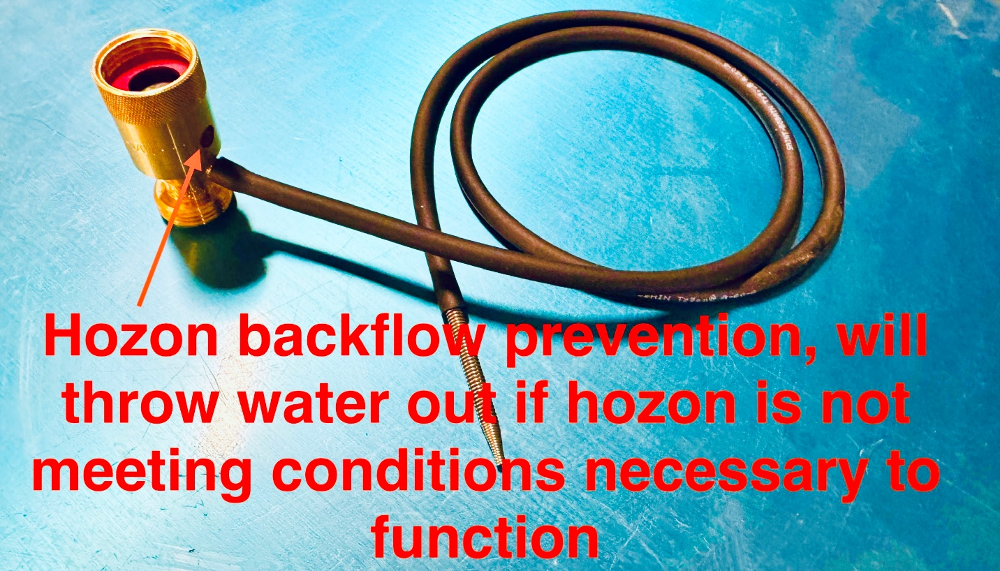 Hozon backflow prevention, will
throw water out if hozon is not
meeting conditions necessary to
function